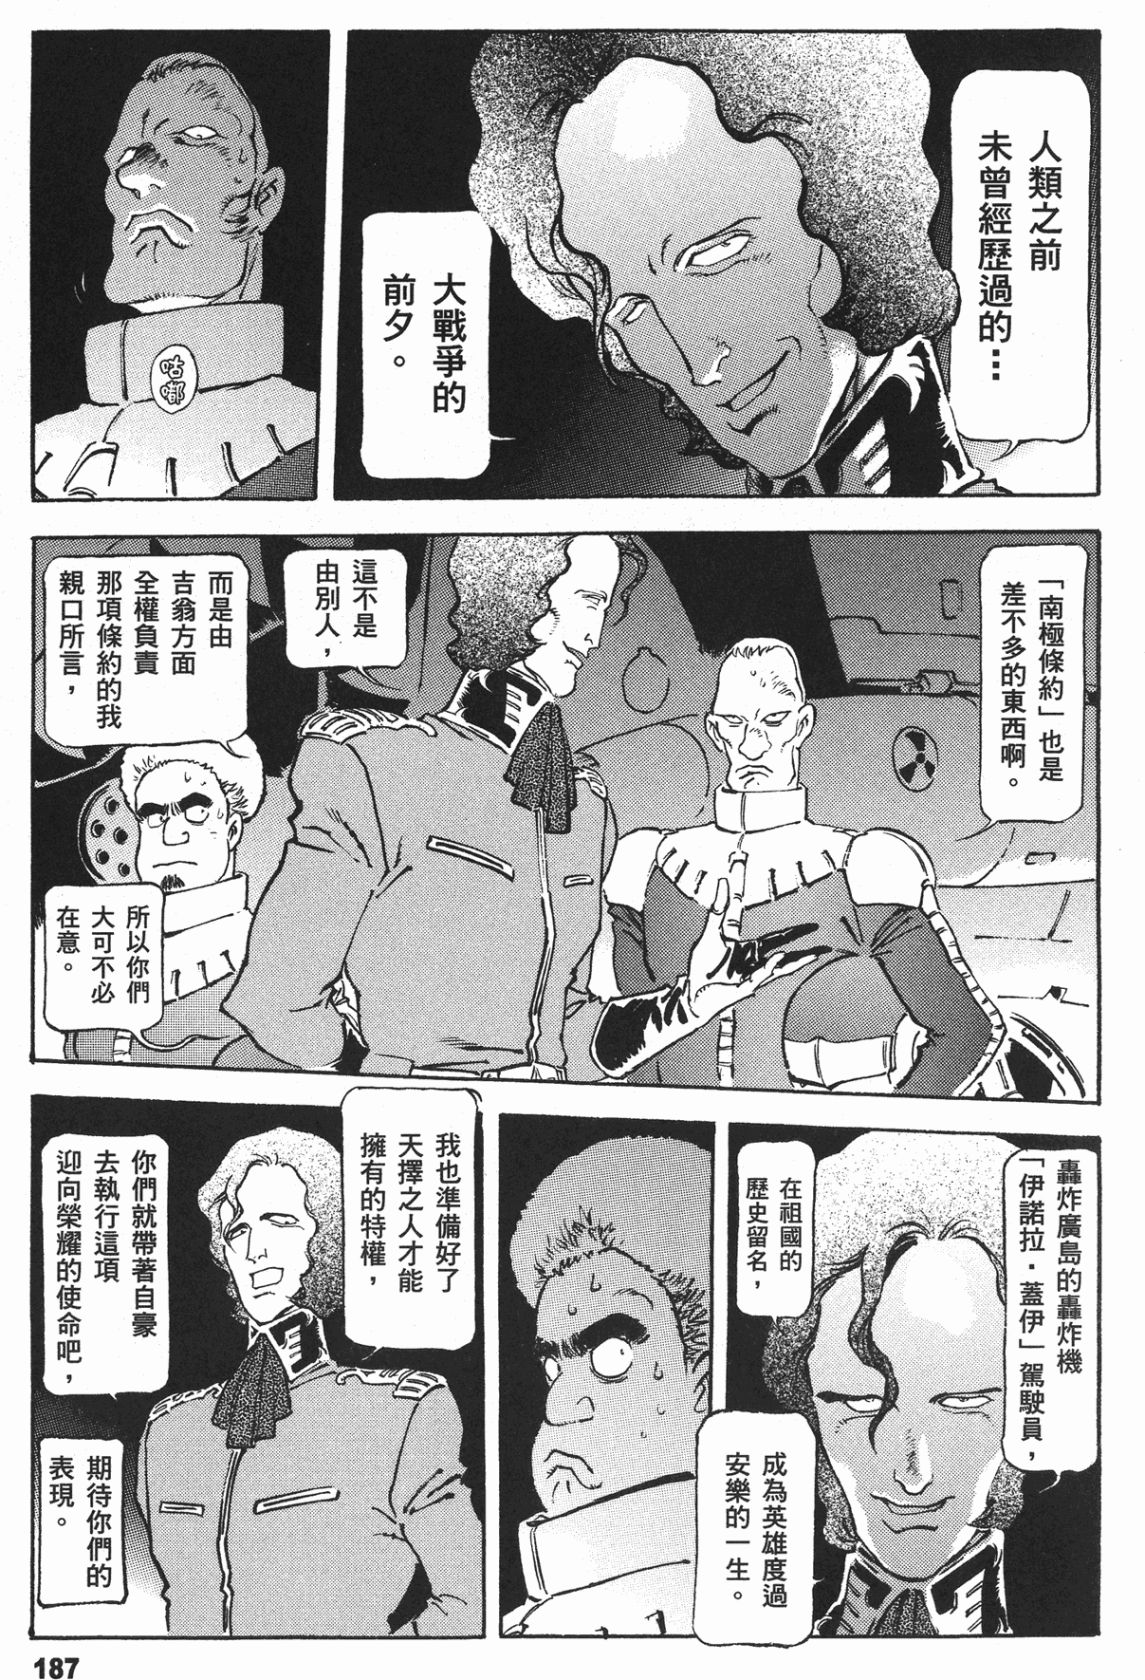 人類之前
未曾經歷過的…
大戰爭的
前夕。
咕嘟
「南極條約」也是
差不多的東西啊。
這不是
由別人，
而是由
吉翁方面
全權負責
那項條約的我
親口所言，
所以你們
大可不必
在意。
轟炸廣島的轟炸機
「伊諾拉·蓋伊」駕駛員，
在祖國的
歷史留名，
成為英雄度過
安樂的一生。
我也準備好了
天擇之人才能
擁有的特權，
你們就帶著自豪
去執行這項
迎向榮耀的使命吧，
期待你們的
表現。
187